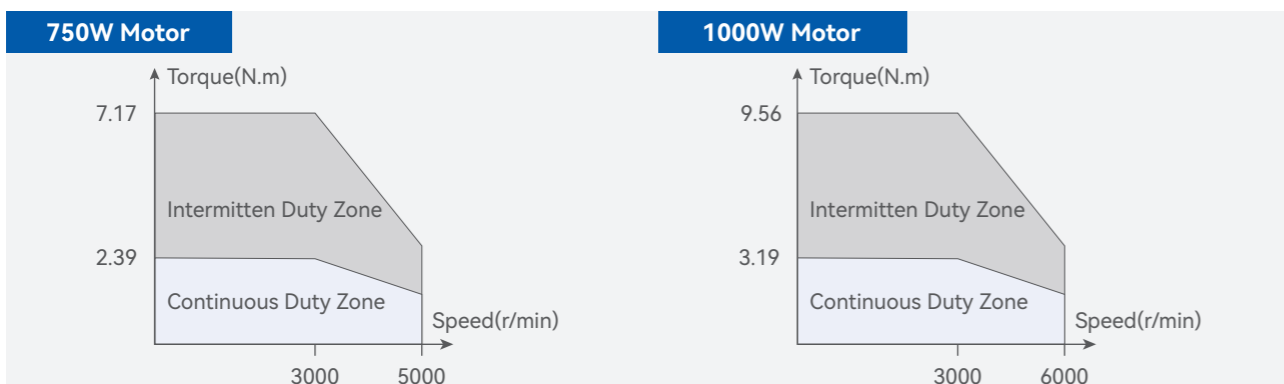 750W Motor
Torque(N.m)
7.17
Intermitten Duty Zone
2.39
Continuous Duty Zone
Speed(r/min)
3000 5000
1000W Motor
Torque(N.m)
9.56
Intermitten Duty Zone
3.19
Continuous Duty Zone
Speed(r/min)
3000 6000